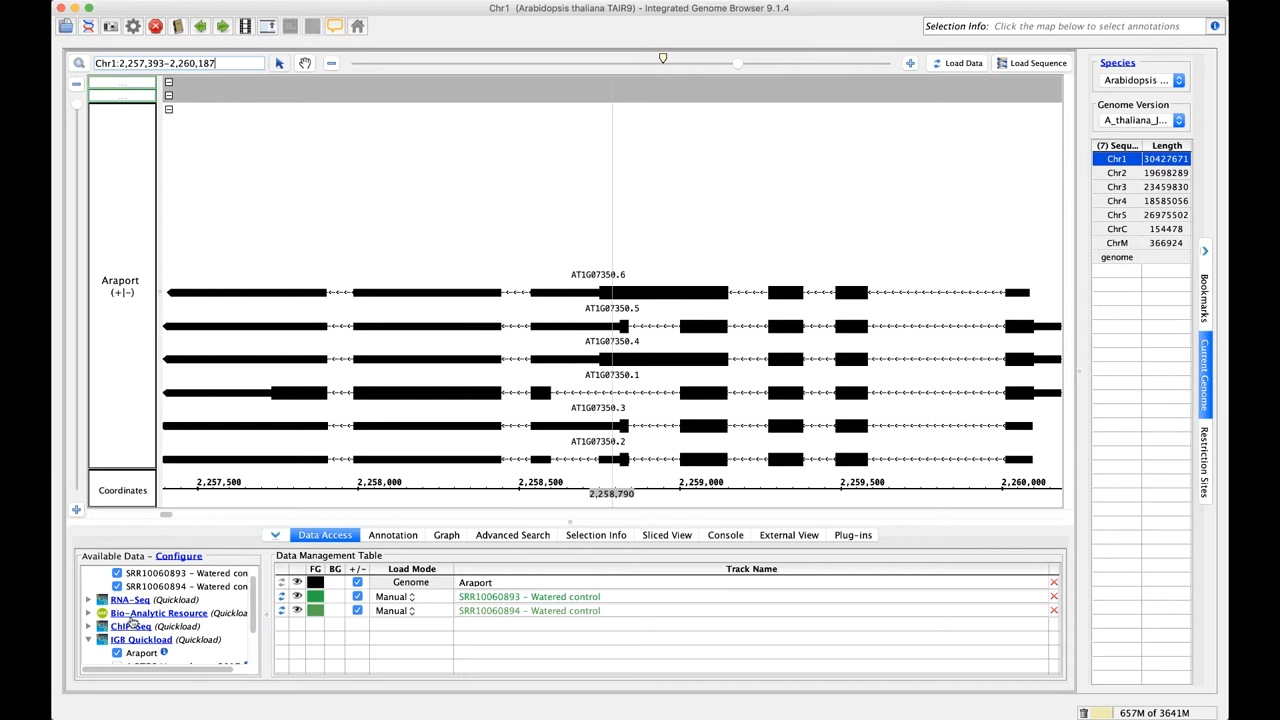 Chr1 (Arabidopsis thaliana TAIR9) - Integrated Genome Browser 9.1.4
Selection Info: Click the map below to select annotations
Chr1:2,257,393-2,260,187
Load Data
Load Sequence
...
...
Araport
(+|-)
AT1G07350.6
AT1G07350.5
AT1G07350.4
AT1G07350.1
AT1G07350.3
AT1G07350.2
Coordinates
2,257,500 2,258,000 2,258,500 2,259,000 2,259,500 2,260,000
2,258,790
Species
Arabidopsis ...
Genome Version
A_thaliana_J...
(7) Sequ... Length
Chr1 30427671
Chr2 19698289
Chr3 23459830
Chr4 18585056
Chr5 26975502
ChrC 154478
ChrM 366924
genome
Bookmarks
Current Genome
Restriction Sites
Data Access Annotation Graph Advanced Search Selection Info Sliced View Console External View Plug-ins
Available Data - Configure
SRR10060893 - Watered con
SRR10060894 - Watered con
RNA-Seq (Quickload)
Bio-Analytic Resource (Quickloa
ChIP-Seq (Quickload)
IGB Quickload (Quickload)
Araport
Data Management Table
FG BG +/- Load Mode Track Name
Genome Araport
Manual SRR10060893 - Watered control
Manual SRR10060894 - Watered control
657M of 3641M